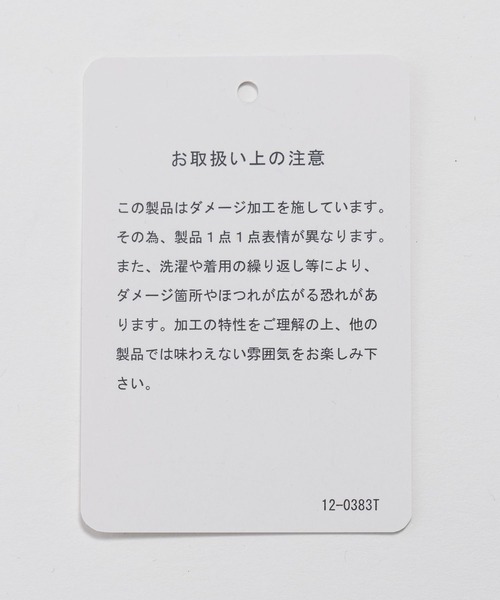 お取扱い上の注意
この製品はダメージ加工を施しています。
その為、製品１点１点表情が異なります。
また、洗濯や着用の繰り返し等により、
ダメージ箇所やほつれが広がる恐れがあ
ります。加工の特性をご理解の上、他の
製品では味わえない雰囲気をお楽しみ下
さい。
12-0383T